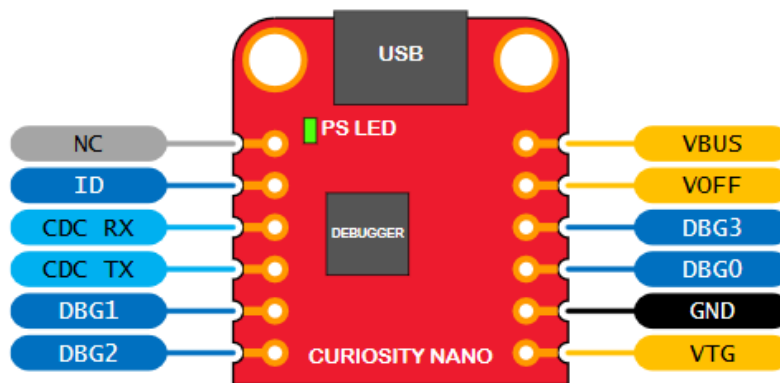 USB
PS LED
NC
VBUS
ID
VOFF
CDC RX
DEBUGGER
DBG3
CDC TX
DBG0
DBG1
GND
DBG2
CURIOSITY NANO
VTG